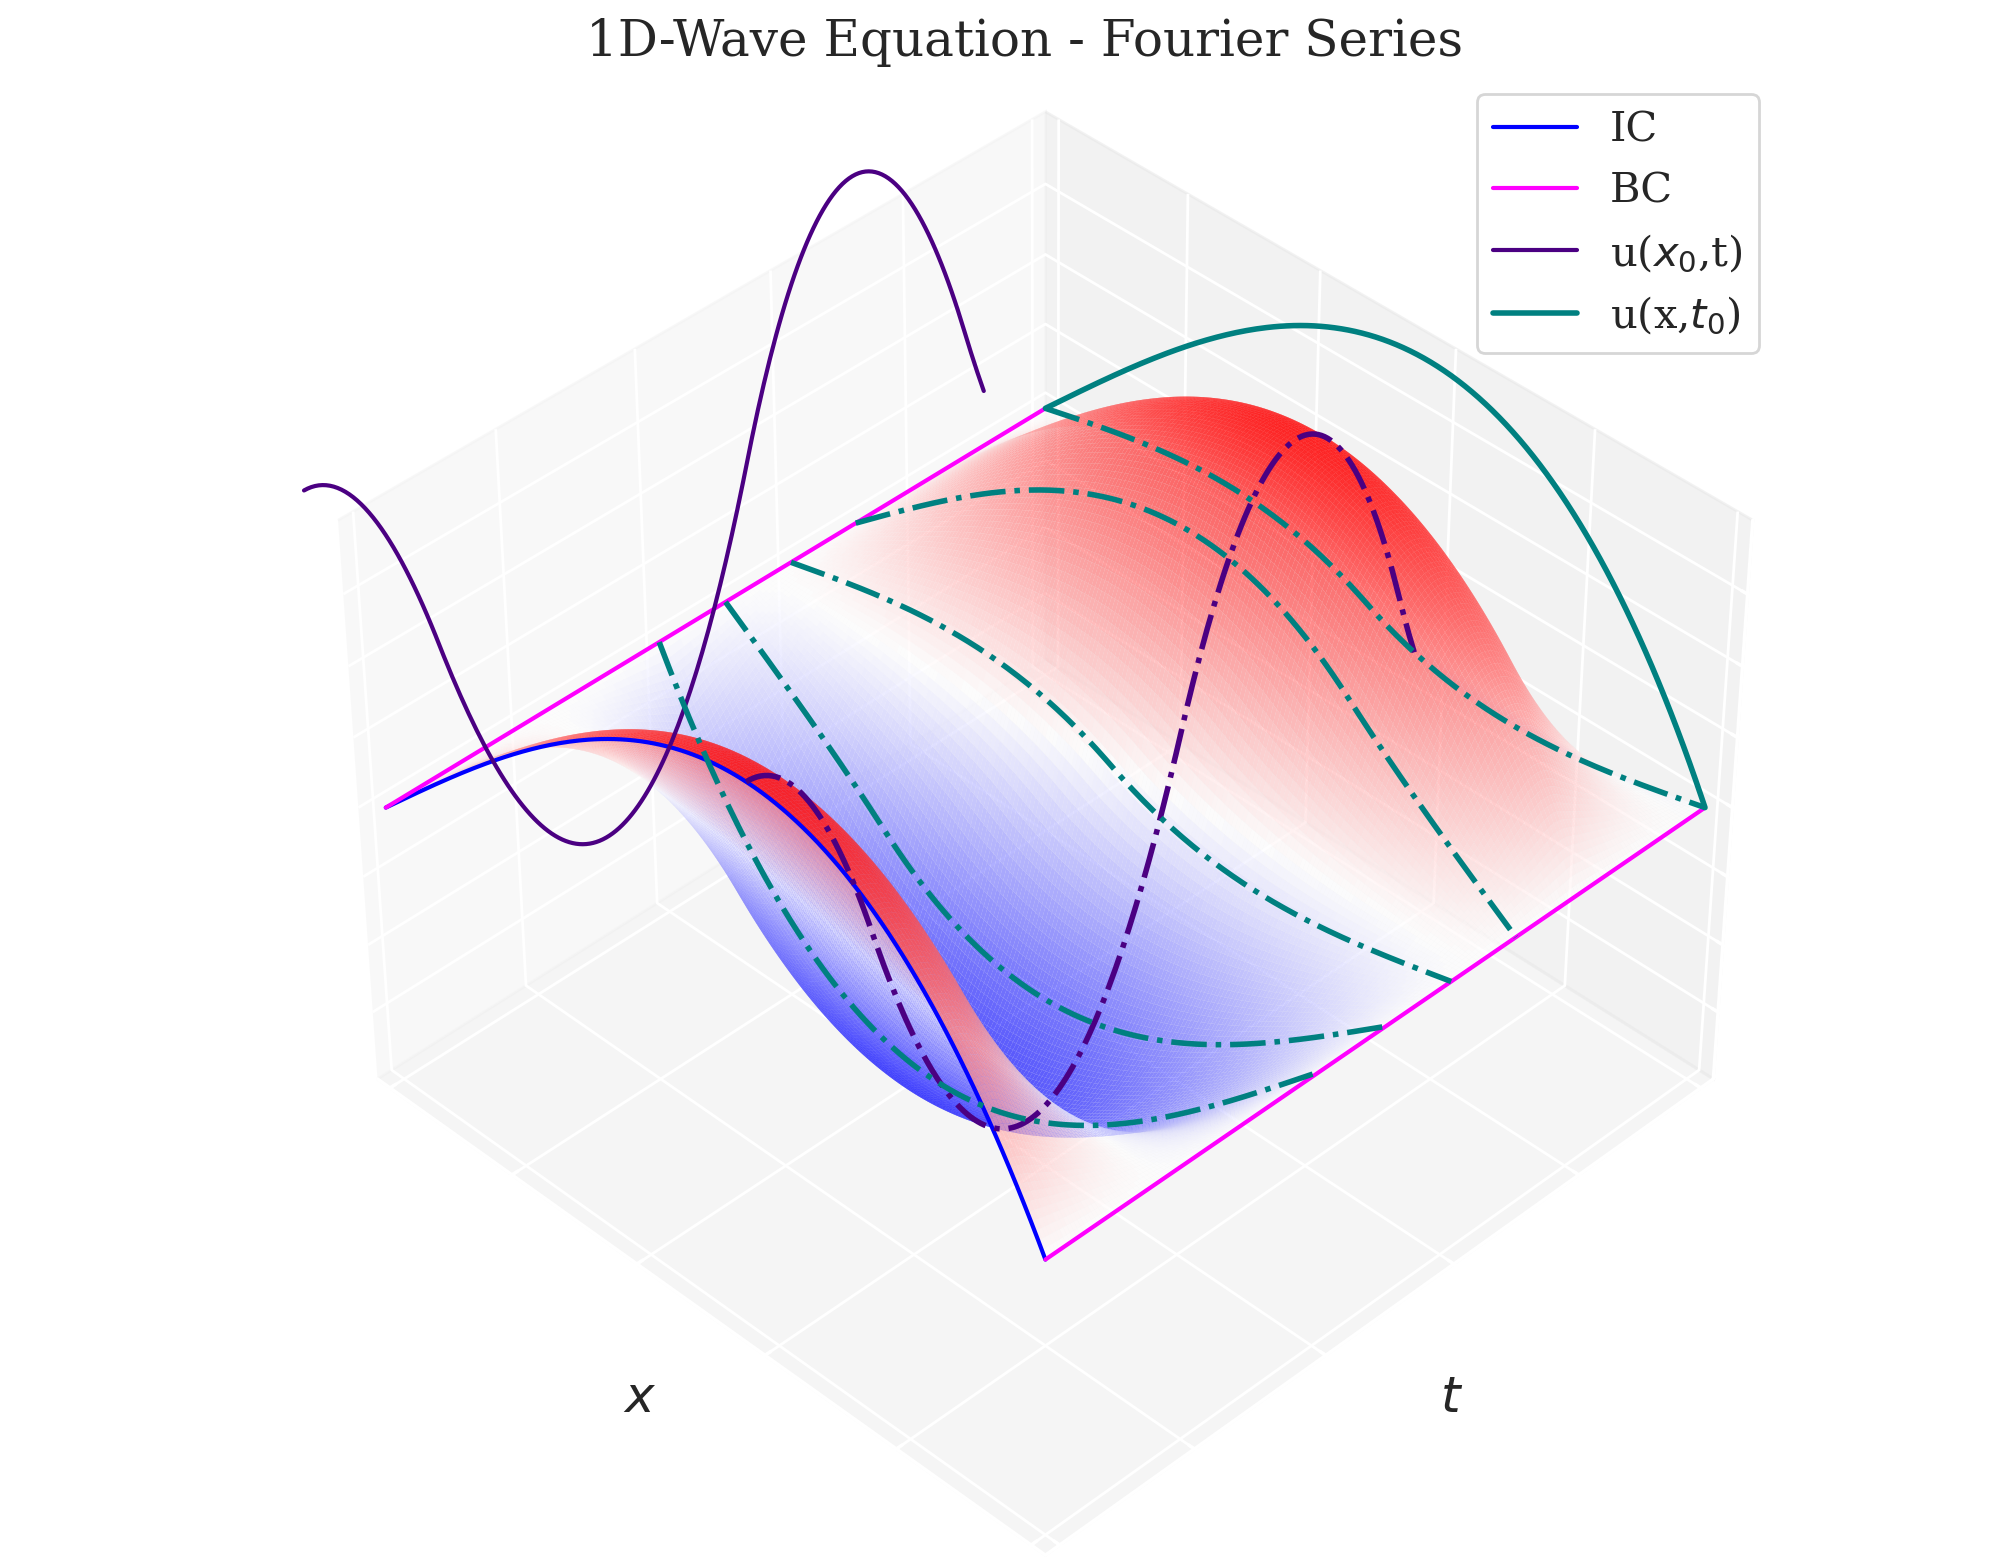 1D-Wave Equation - Fourier Series
IC
BC
u(x₀,t)
u(x,t₀)
x
t